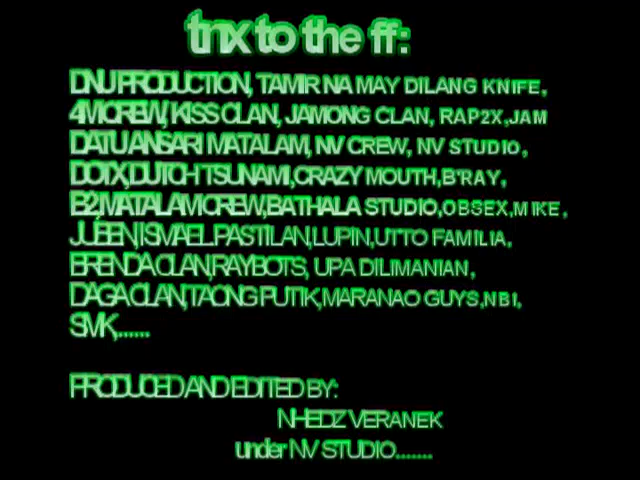 tnx to the ff:
DNJ PRODUCTION, TAMIR NA MAY DILANG KNIFE,
4MCREW, KISS CLAN, JAMONG CLAN, RAP2X,JAM
DATU ANSARI MATALAM, NV CREW, NV STUDIO,
DOTX,DUTCH TSUNAMI,CRAZY MOUTH,B'RAY,
B2,MATALAM CREW,BATHALA STUDIO,OBSEX,MIKE,
ISMAEL PASTILAN,LUPIN,UTTO FAMILIA,
BRENDA CLAN,RAYBOTS, UPA DILIMANIAN,
DAGA CLAN,TAONG PUTIK,MARANAO GUYS,NB1,
SMK,......
PRODUCED AND EDITED BY:
NHEDZ VERANEK
under NV STUDIO.......